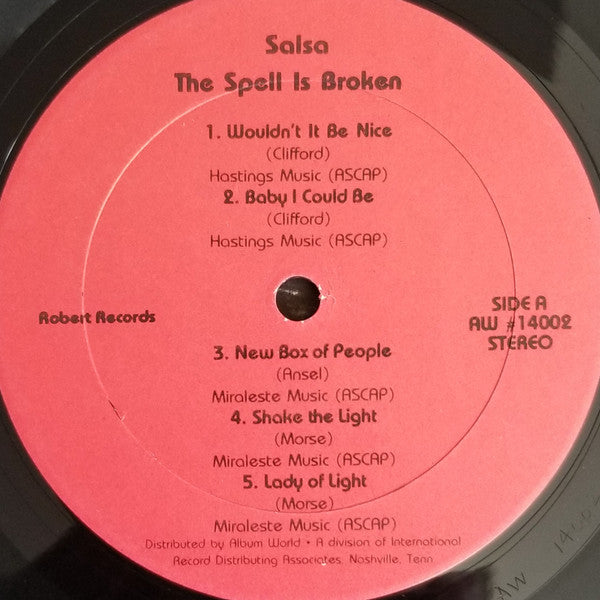 Salsa
The Spell Is Broken
1. Wouldn't It Be Nice
(Clifford)
Hastings Music (ASCAP)
2. Baby I Could Be
(Clifford)
Hastings Music (ASCAP)
Robert Records
SIDE A
AW #14002
STEREO
3. New Box of People
(Ansel)
Miraleste Music (ASCAP)
4. Shake the Light
(Morse)
Miraleste Music (ASCAP)
5. Lady of Light
(Morse)
Miraleste Music (ASCAP)
Distributed by Album World • A division of International
Record Distributing Associates: Nashville, Tenn.